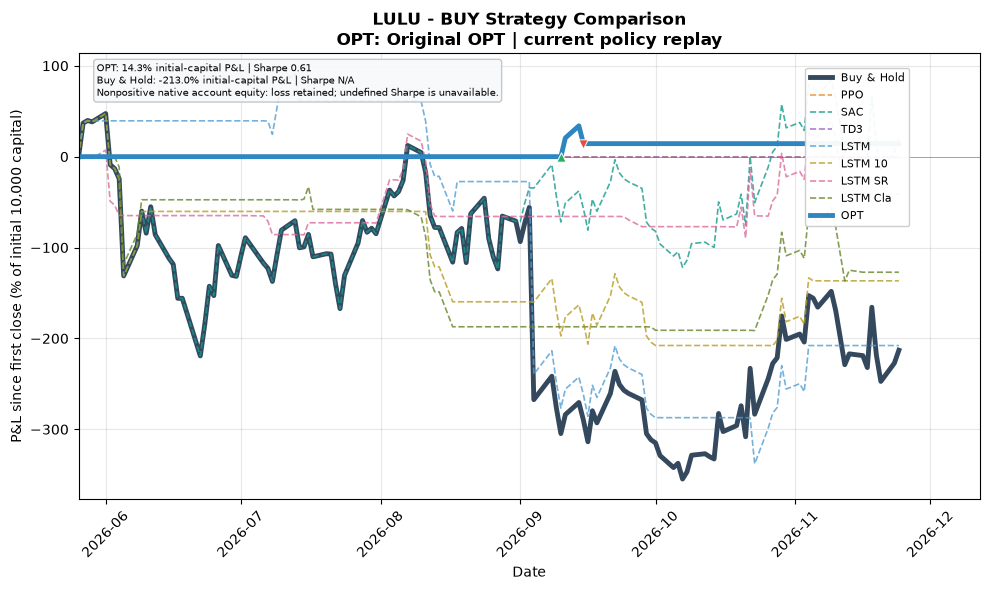 LULU - BUY Strategy Comparison
OPT: Original OPT | current policy replay
OPT: 14.3% initial-capital P&L | Sharpe 0.61
Buy & Hold: -213.0% initial-capital P&L | Sharpe N/A
Nonpositive native account equity: loss retained; undefined Sharpe is unavailable.
Buy & Hold
PPO
SAC
TD3
LSTM
LSTM 10
LSTM SR
LSTM Cla
OPT
P&L since first close (% of initial 10,000 capital)
100
0
−100
−200
−300
2026-06
2026-07
2026-08
2026-09
2026-10
2026-11
2026-12
Date